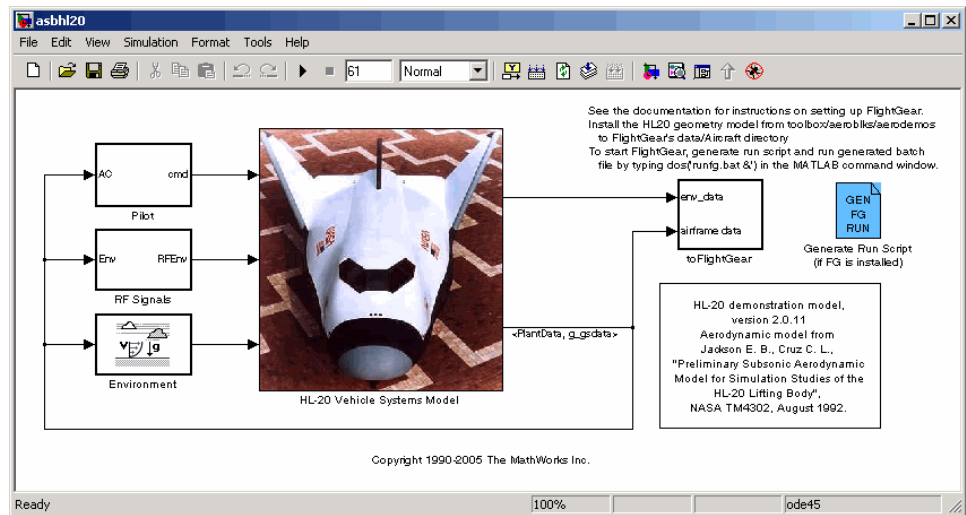 asbhl20
File Edit View Simulation Format Tools Help
61 Normal
See the documentation for instructions on setting up FlightGear.
Install the HL20 geometry model from toolbox/aeroblks/aerodemos
to FlightGear's data/Aircraft directory
To start FlightGear, generate run script and run generated batch
file by typing dos('runfg.bat &') in the MATLAB command window.
AC cmd
Pilot
Env RFEnv
RF Signals
V g
Environment
HL-20 Vehicle Systems Model
<PlantData, g_gsdata>
env_data
airframe data
toFlightGear
GEN
FG
RUN
Generate Run Script
(if FG is installed)
HL-20 demonstration model,
version 2.0.11
Aerodynamic model from
Jackson E. B., Cruz C. L.,
"Preliminary Subsonic Aerodynamic
Model for Simulation Studies of the
HL-20 Lifting Body",
NASA TM4302, August 1992.
Copyright 1990-2005 The MathWorks Inc.
Ready 100% ode45